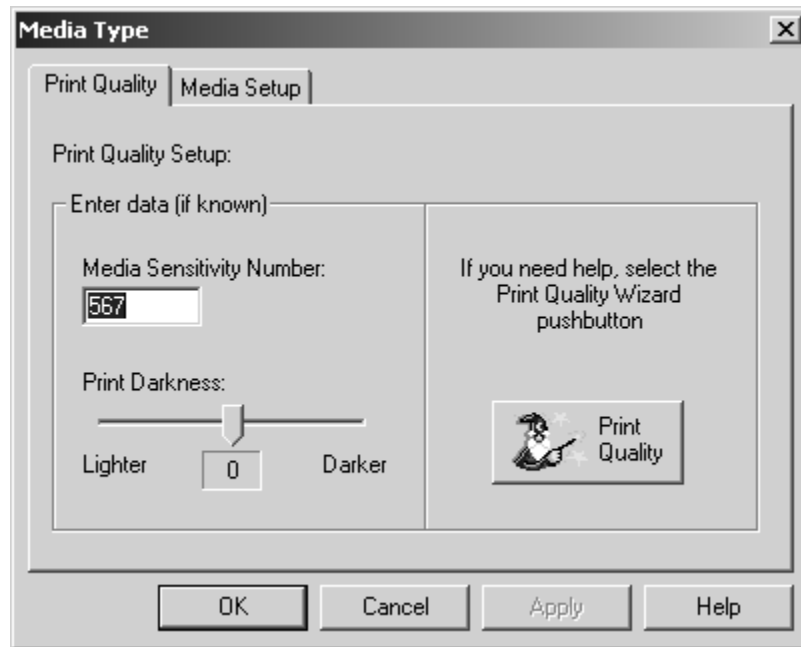 Media Type
Print Quality
Media Setup
Print Quality Setup:
Enter data (if known)
Media Sensitivity Number:
567
Print Darkness:
Lighter
0
Darker
If you need help, select the
Print Quality Wizard
pushbutton
Print
Quality
OK
Cancel
Apply
Help